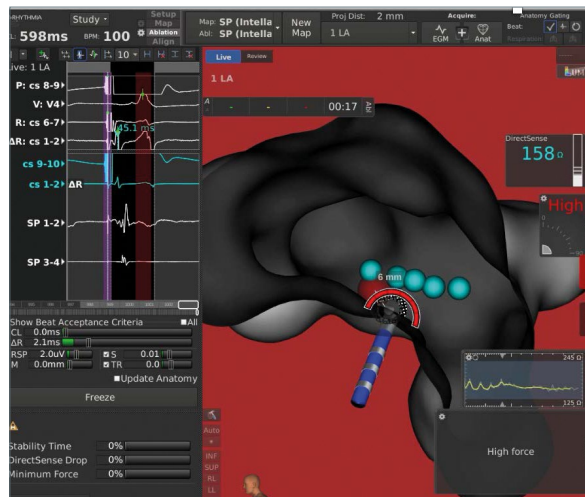 RHYTHMIA
Study
Setup
Map
Ablation
Align
598ms
BPM: 100
Map: SP (Intella
Abl: SP (Intella
New
Map
Proj Dist: 2 mm
1 LA
Acquire:
EGM
Anat
Anatomy Gating
Beat:
Respiration:
10
Live
Review
ive: 1 LA
1 LA
P: cs 8-9
V: V4
R: cs 6-7
45.1 ms
ΔR: cs 1-2
cs 9-10
cs 1-2
ΔR
SP 1-2
SP 3-4
A
00:17
Abl
DirectSense
158Ω
High
6 mm
Show Beat Acceptance Criteria
All
CL 0.0ms
ΔR 2.1ms
RSP 2.0uV
S 0.01
M 0.0mm
TR 0.0
Update Anatomy
Freeze
Stability Time 0%
DirectSense Drop 0%
Minimum Force 0%
Auto
INF
SUP
RL
LL
245 Ω
125 Ω
High force